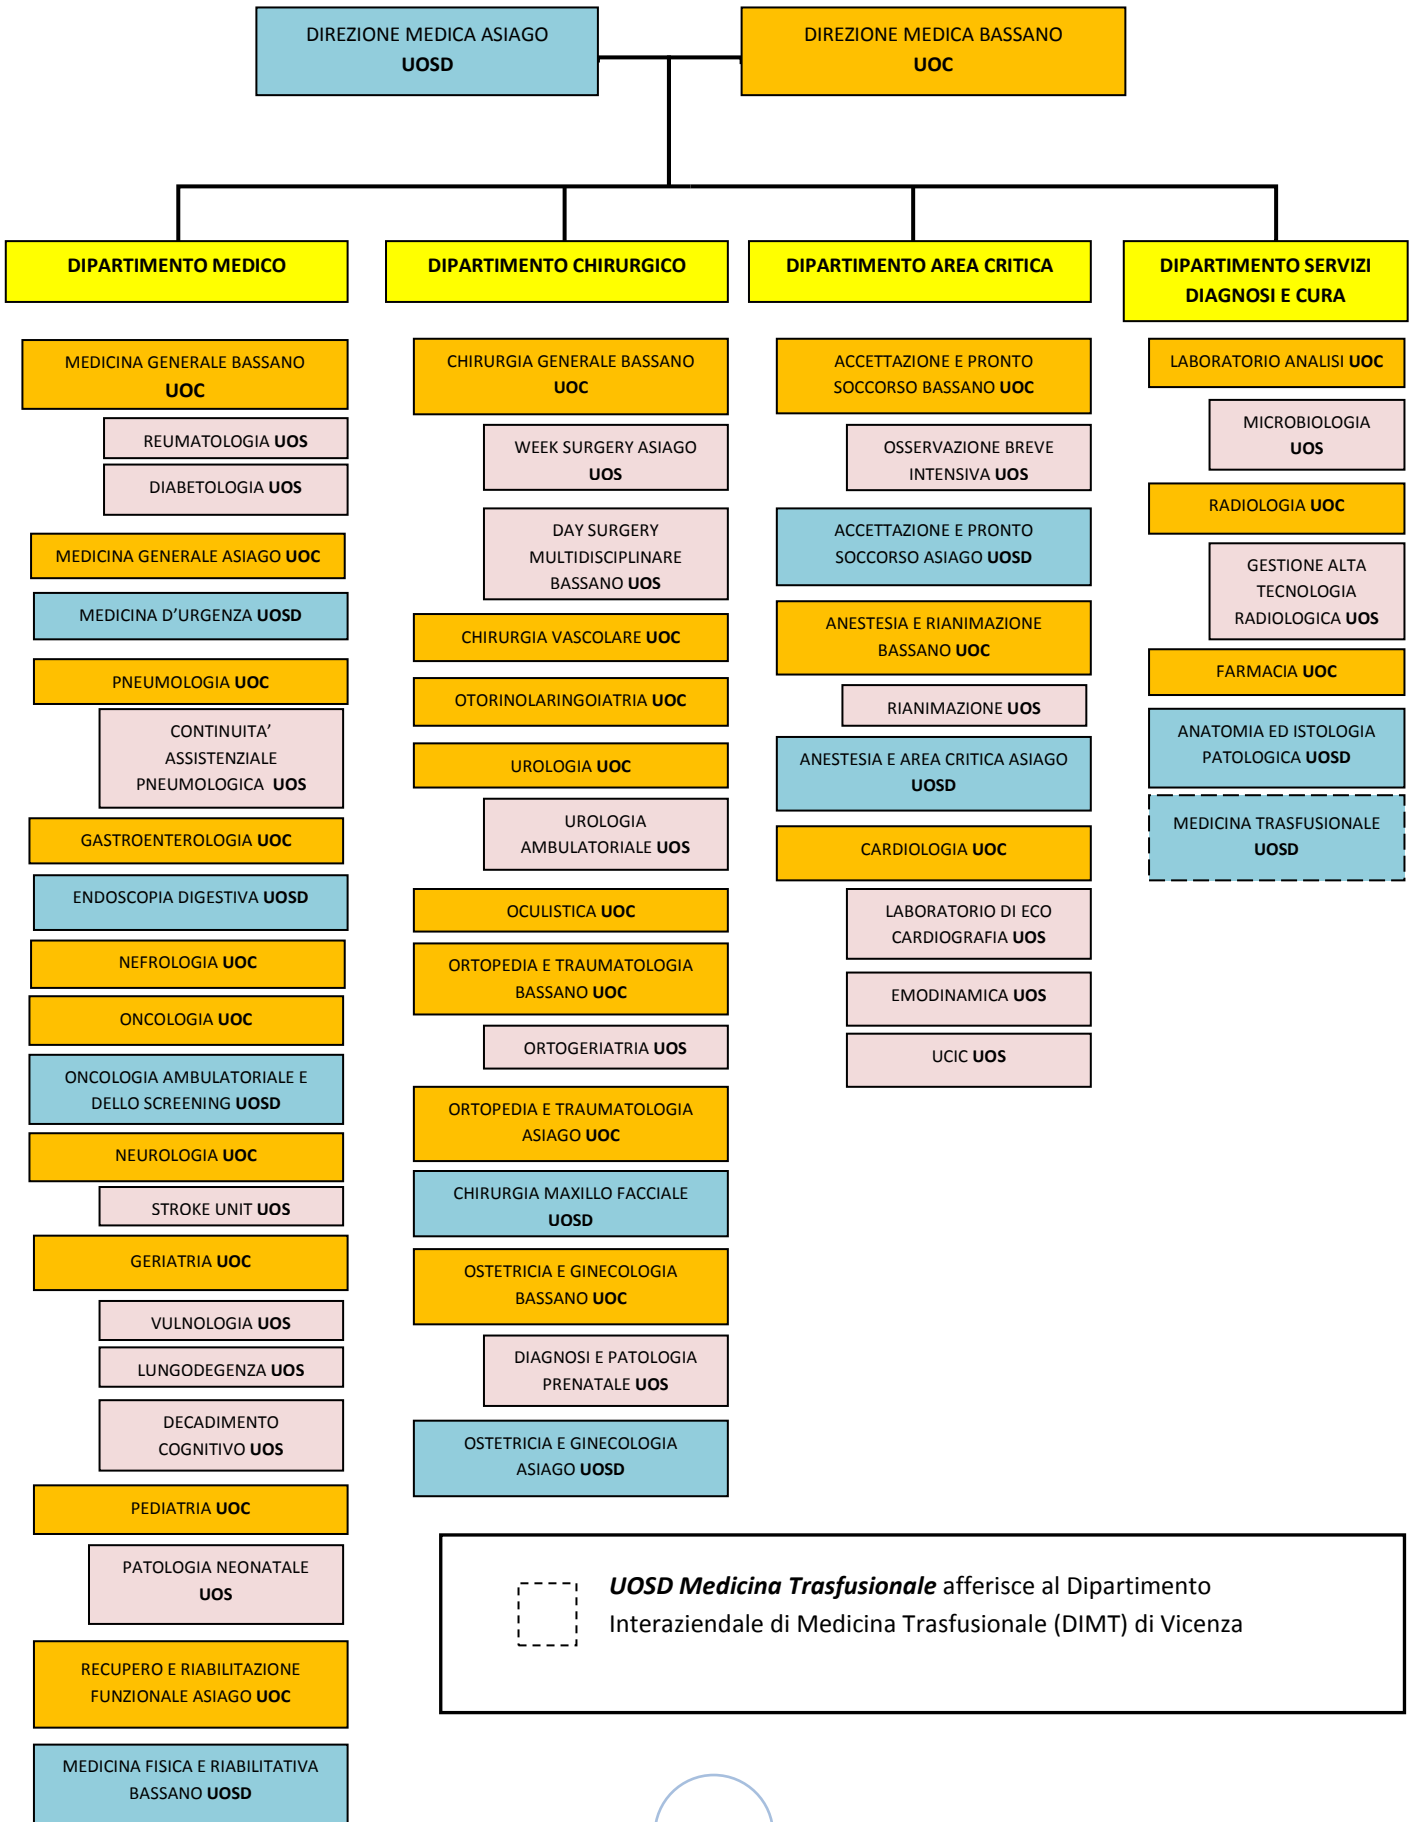 DIREZIONE MEDICA ASIAGO
UOSD
DIREZIONE MEDICA BASSANO
UOC
DIPARTIMENTO MEDICO
MEDICINA GENERALE BASSANO
UOC
REUMATOLOGIA UOS
DIABETOLOGIA UOS
MEDICINA GENERALE ASIAGO UOC
MEDICINA D’URGENZA UOSD
PNEUMOLOGIA UOC
CONTINUITA’
ASSISTENZIALE
PNEUMOLOGICA UOS
GASTROENTEROLOGIA UOC
ENDOSCOPIA DIGESTIVA UOSD
NEFROLOGIA UOC
ONCOLOGIA UOC
ONCOLOGIA AMBULATORIALE E
DELLO SCREENING UOSD
NEUROLOGIA UOC
STROKE UNIT UOS
GERIATRIA UOC
VULNOLOGIA UOS
LUNGODEGENZA UOS
DECADIMENTO
COGNITIVO UOS
PEDIATRIA UOC
PATOLOGIA NEONATALE
UOS
RECUPERO E RIABILITAZIONE
FUNZIONALE ASIAGO UOC
MEDICINA FISICA E RIABILITATIVA
BASSANO UOSD
DIPARTIMENTO CHIRURGICO
CHIRURGIA GENERALE BASSANO
UOC
WEEK SURGERY ASIAGO
UOS
DAY SURGERY
MULTIDISCIPLINARE
BASSANO UOS
CHIRURGIA VASCOLARE UOC
OTORINOLARINGOIATRIA UOC
UROLOGIA UOC
UROLOGIA
AMBULATORIALE UOS
OCULISTICA UOC
ORTOPEDIA E TRAUMATOLOGIA
BASSANO UOC
ORTOGERIATRIA UOS
ORTOPEDIA E TRAUMATOLOGIA
ASIAGO UOC
CHIRURGIA MAXILLO FACCIALE
UOSD
OSTETRICIA E GINECOLOGIA
BASSANO UOC
DIAGNOSI E PATOLOGIA
PRENATALE UOS
OSTETRICIA E GINECOLOGIA
ASIAGO UOSD
DIPARTIMENTO AREA CRITICA
ACCETTAZIONE E PRONTO
SOCCORSO BASSANO UOC
OSSERVAZIONE BREVE
INTENSIVA UOS
ACCETTAZIONE E PRONTO
SOCCORSO ASIAGO UOSD
ANESTESIA E RIANIMAZIONE
BASSANO UOC
RIANIMAZIONE UOS
ANESTESIA E AREA CRITICA ASIAGO
UOSD
CARDIOLOGIA UOC
LABORATORIO DI ECO
CARDIOGRAFIA UOS
EMODINAMICA UOS
UCIC UOS
DIPARTIMENTO SERVIZI
DIAGNOSI E CURA
LABORATORIO ANALISI UOC
MICROBIOLOGIA
UOS
RADIOLOGIA UOC
GESTIONE ALTA
TECNOLOGIA
RADIOLOGICA UOS
FARMACIA UOC
ANATOMIA ED ISTOLOGIA
PATOLOGICA UOSD
MEDICINA TRASFUSIONALE
UOSD
UOSD Medicina Trasfusionale afferisce al Dipartimento
Interaziendale di Medicina Trasfusionale (DIMT) di Vicenza